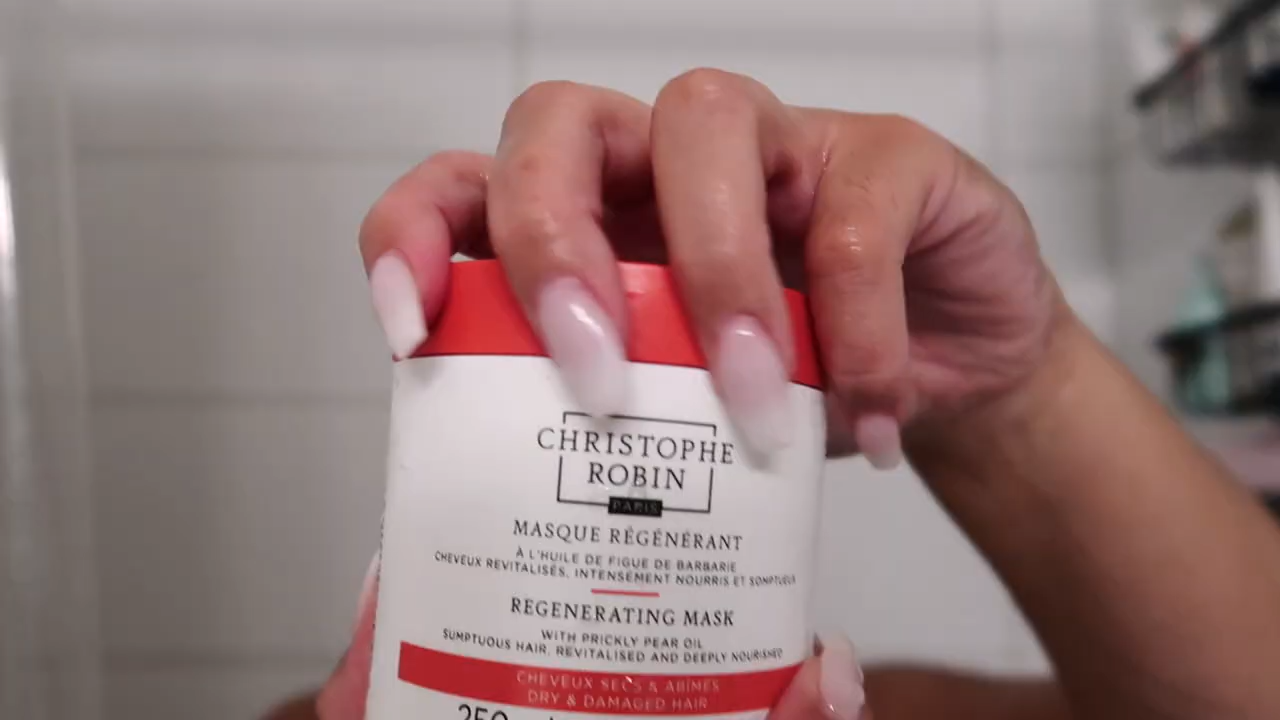 CHRISTOPHE
ROBIN
PARIS
MASQUE RÉGÉNÉRANT
À L'HUILE DE FIGUE DE BARBARIE
CHEVEUX REVITALISÉS, INTENSÉMENT NOURRIS ET SOMPTUEUX
REGENERATING MASK
WITH PRICKLY PEAR OIL
SUMPTUOUS HAIR, REVITALISED AND DEEPLY NOURISHED
CHEVEUX SECS & ABÎMÉS
DRY & DAMAGED HAIR
250